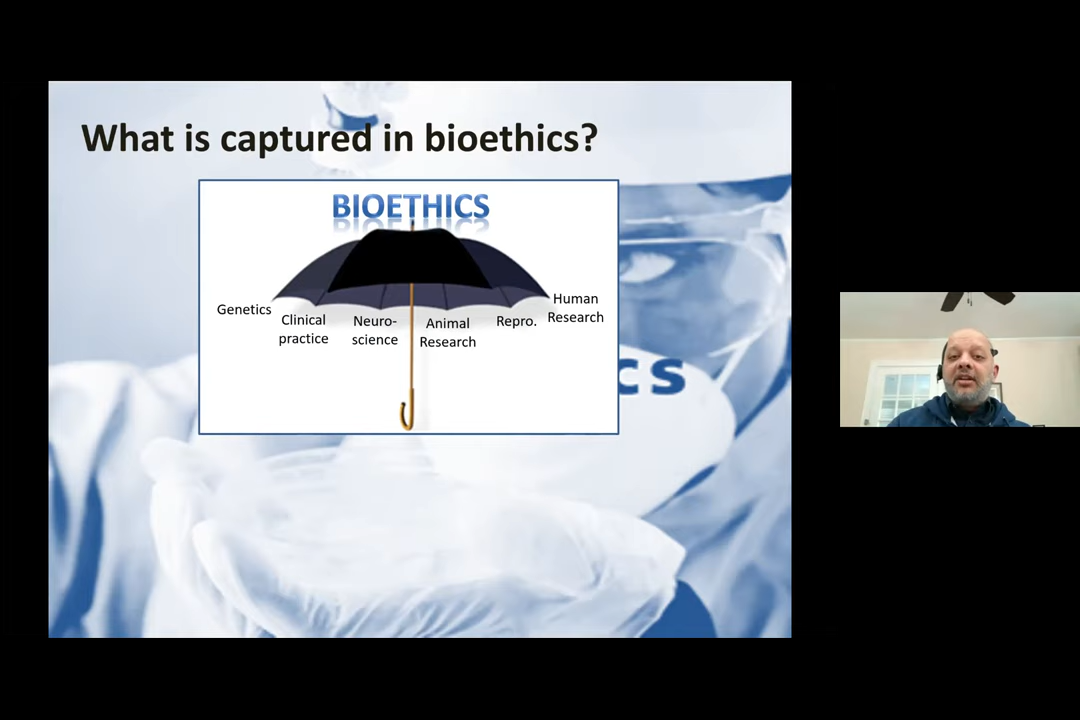 What is captured in bioethics?
BIOETHICS
Genetics
Clinical
practice
Neuro-
science
Animal
Research
Repro.
Human
Research
cs